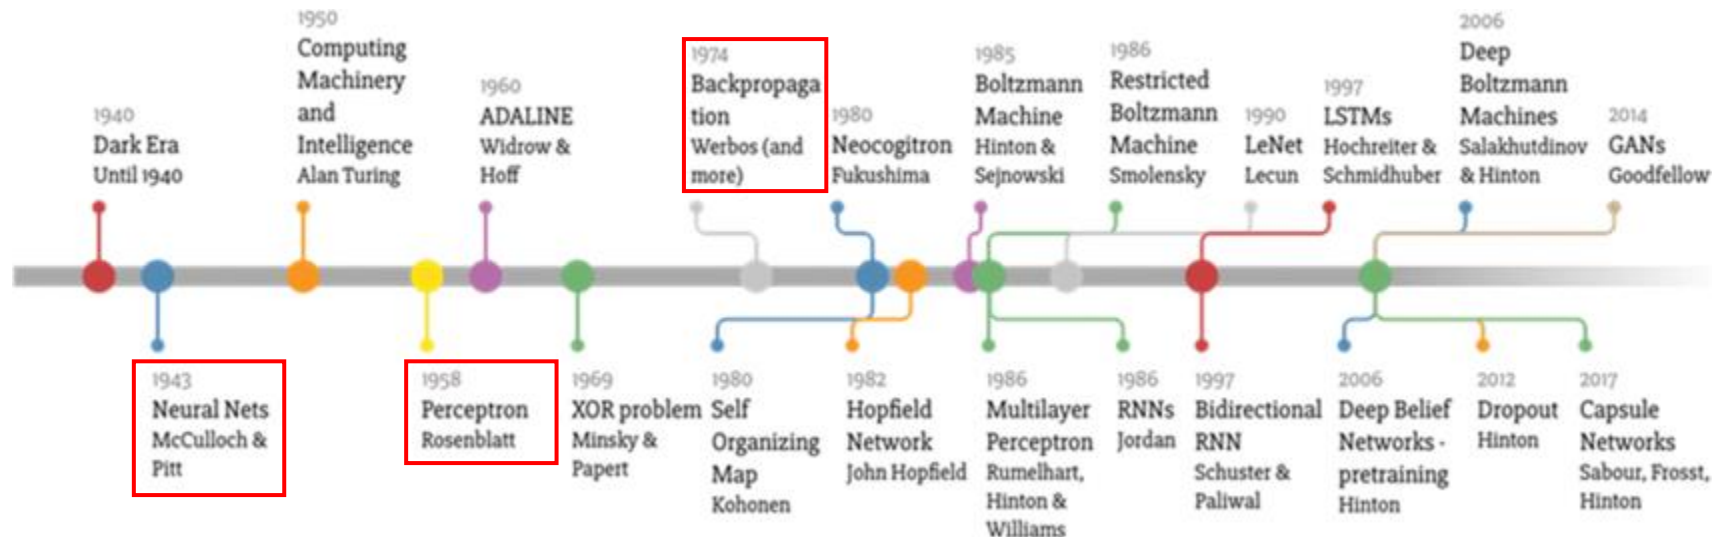 1940
Dark Era
Until 1940
1950
Computing
Machinery
and
Intelligence
Alan Turing
1960
ADALINE
Widrow &
Hoff
1974
Backpropaga
tion
Werbos (and
more)
1980
Neocogitron
Fukushima
1985
Boltzmann
Machine
Hinton &
Sejnowski
1986
Restricted
Boltzmann
Machine
Smolensky
1990
LeNet
Lecun
1997
LSTMs
Hochreiter &
Schmidhuber
2006
Deep
Boltzmann
Machines
Salakhutdinov
& Hinton
2014
GANs
Goodfellow
1943
Neural Nets
McCulloch &
Pitt
1958
Perceptron
Rosenblatt
1969
XOR problem
Minsky &
Papert
1980
Self
Organizing
Map
Kohonen
1982
Hopfield
Network
John Hopfield
1986
Multilayer
Perceptron
Rumelhart,
Hinton &
Williams
1986
RNNs
Jordan
1997
Bidirectional
RNN
Schuster &
Paliwal
2006
Deep Belief
Networks -
pretraining
Hinton
2012
Dropout
Hinton
2017
Capsule
Networks
Sabour, Frosst,
Hinton